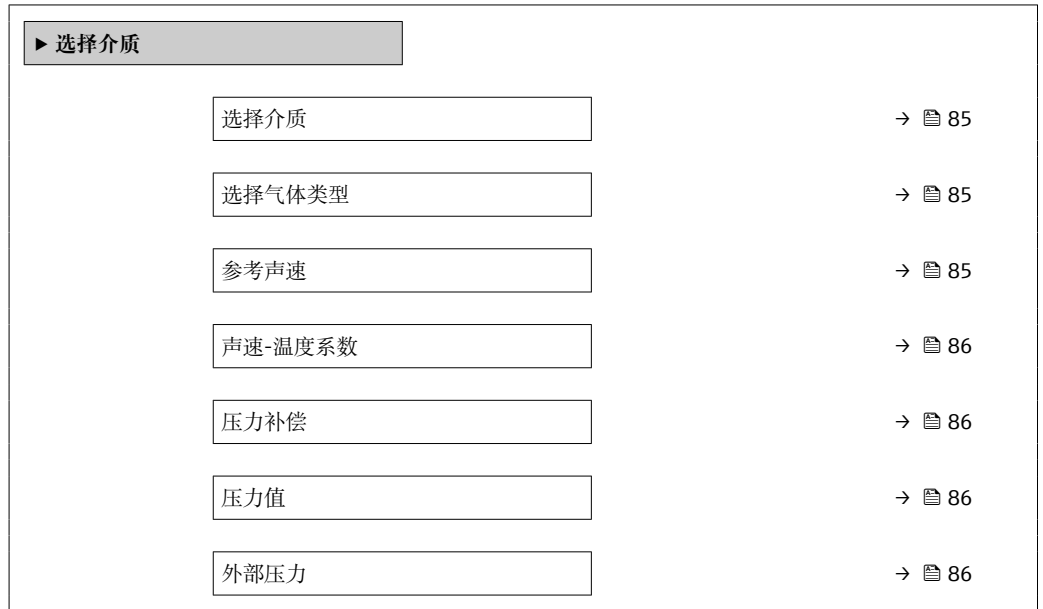 ▶ 选择介质
选择介质 → 85
选择气体类型 → 85
参考声速 → 85
声速-温度系数 → 86
压力补偿 → 86
压力值 → 86
外部压力 → 86